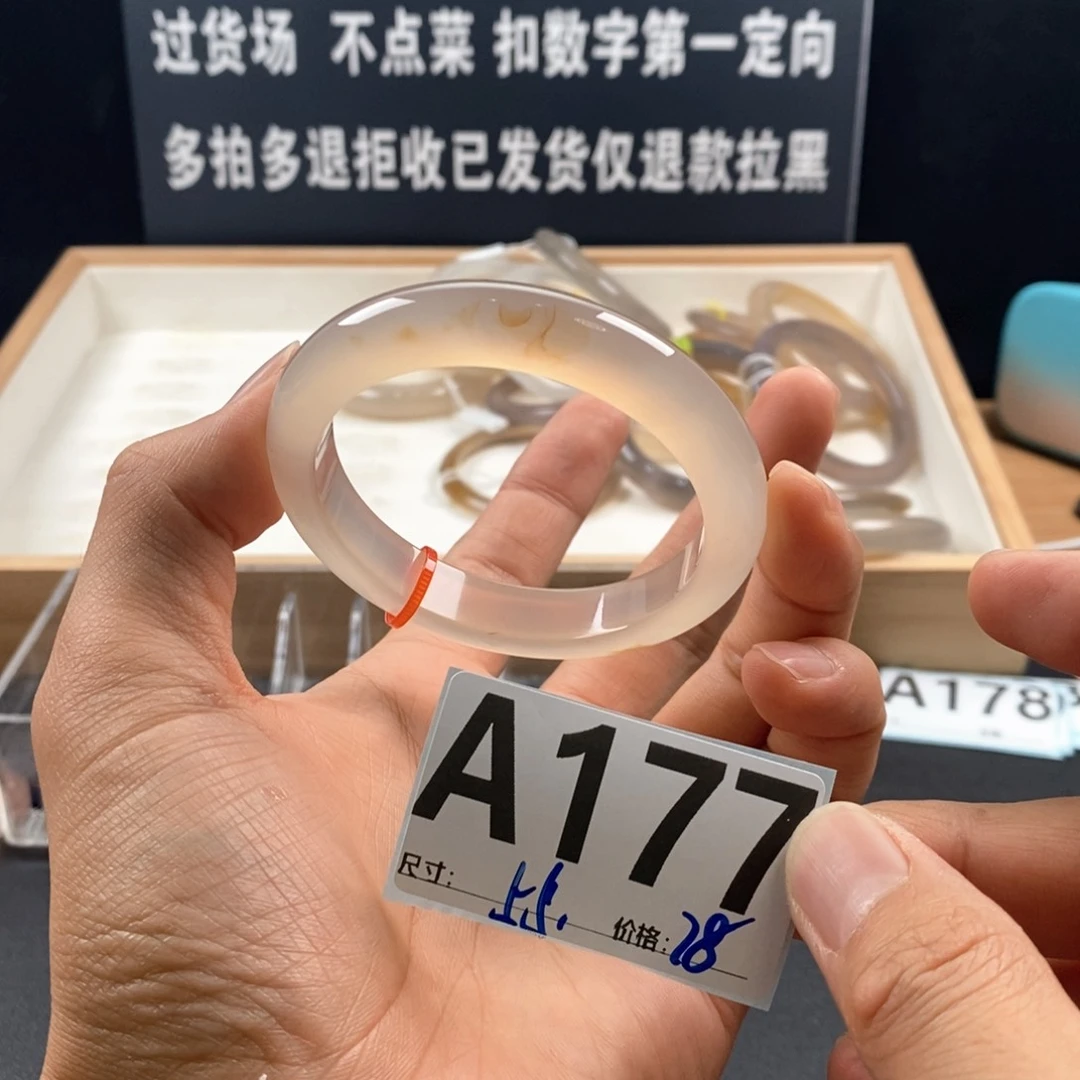 过货场 不点菜 扣数字第一定向
多拍多退拒收已发货仅退款拉黑
A178
A177
尺寸:
价格: 28